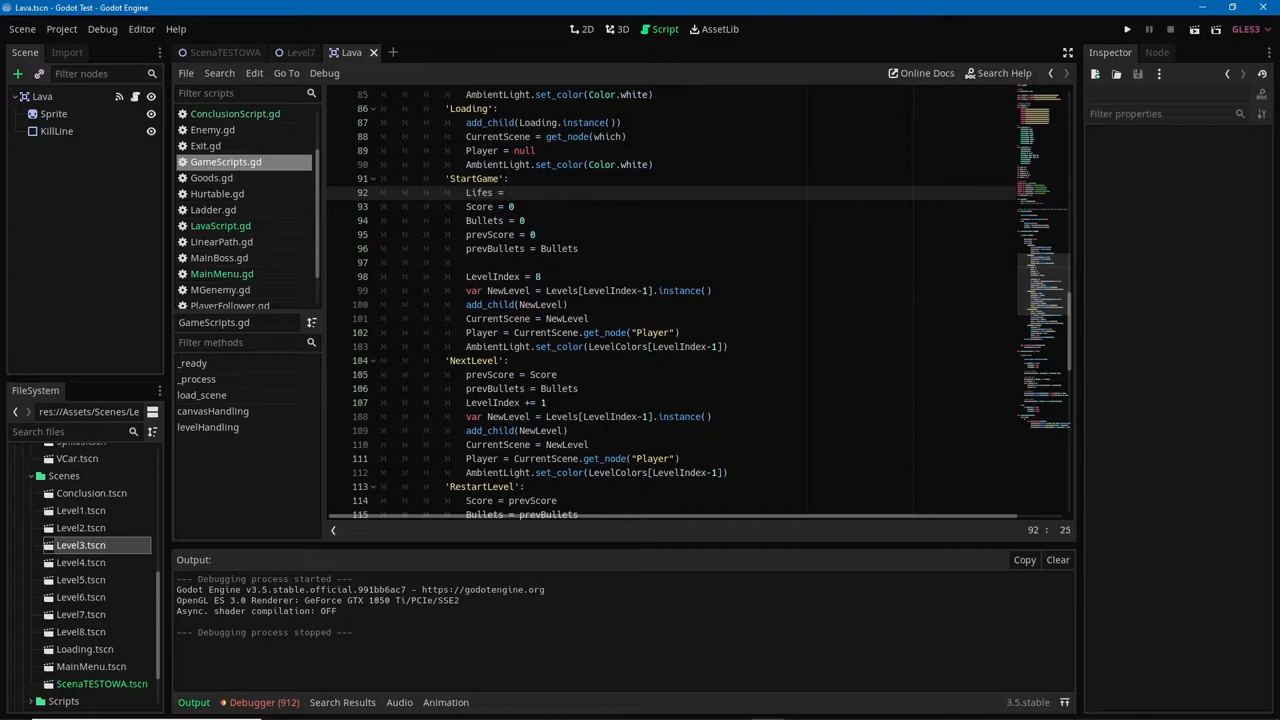 Lava.tscn - Godot Test - Godot Engine
Scene Project Debug Editor Help
2D 3D Script AssetLib
GLES3
Scene Import
Filter nodes
Lava
Sprite
KillLine
FileSystem
res://Assets/Scenes/Le
Search files
VCar.tscn
Scenes
Conclusion.tscn
Level1.tscn
Level2.tscn
Level3.tscn
Level4.tscn
Level5.tscn
Level6.tscn
Level7.tscn
Level8.tscn
Loading.tscn
MainMenu.tscn
ScenaTESTOWA.tscn
Scripts
ScenaTESTOWA Level7 Lava
File Search Edit Go To Debug
Online Docs Search Help
Filter scripts
ConclusionScript.gd
Enemy.gd
Exit.gd
GameScripts.gd
Goods.gd
Hurtable.gd
Ladder.gd
LavaScript.gd
LinearPath.gd
MainBoss.gd
MainMenu.gd
MGenemy.gd
PlayerFollower.gd
GameScripts.gd
Filter methods
_ready
_process
load_scene
canvasHandling
levelHandling
85 AmbientLight.set_color(Color.white)
86 'Loading':
87 add_child(Loading.instance())
88 CurrentScene = get_node(which)
89 Player = null
90 AmbientLight.set_color(Color.white)
91 'StartGame':
92 Lifes =
93 Score = 0
94 Bullets = 0
95 prevScore = 0
96 prevBullets = Bullets
97
98 LevelIndex = 8
99 var NewLevel = Levels[LevelIndex-1].instance()
100 add_child(NewLevel)
101 CurrentScene = NewLevel
102 Player = CurrentScene.get_node("Player")
103 AmbientLight.set_color(LevelColors[LevelIndex-1])
104 'NextLevel':
105 prevScore = Score
106 prevBullets = Bullets
107 LevelIndex += 1
108 var NewLevel = Levels[LevelIndex-1].instance()
109 add_child(NewLevel)
110 CurrentScene = NewLevel
111 Player = CurrentScene.get_node("Player")
112 AmbientLight.set_color(LevelColors[LevelIndex-1])
113 'RestartLevel':
114 Score = prevScore
115 Bullets = prevBullets
92 : 25
Output:
Copy Clear
--- Debugging process started ---
Godot Engine v3.5.stable.official.991bb6ac7 - https://godotengine.org
OpenGL ES 3.0 Renderer: GeForce GTX 1050 Ti/PCIe/SSE2
Async. shader compilation: OFF
--- Debugging process stopped ---
Output Debugger (912) Search Results Audio Animation
3.5.stable
Inspector Node
Filter properties